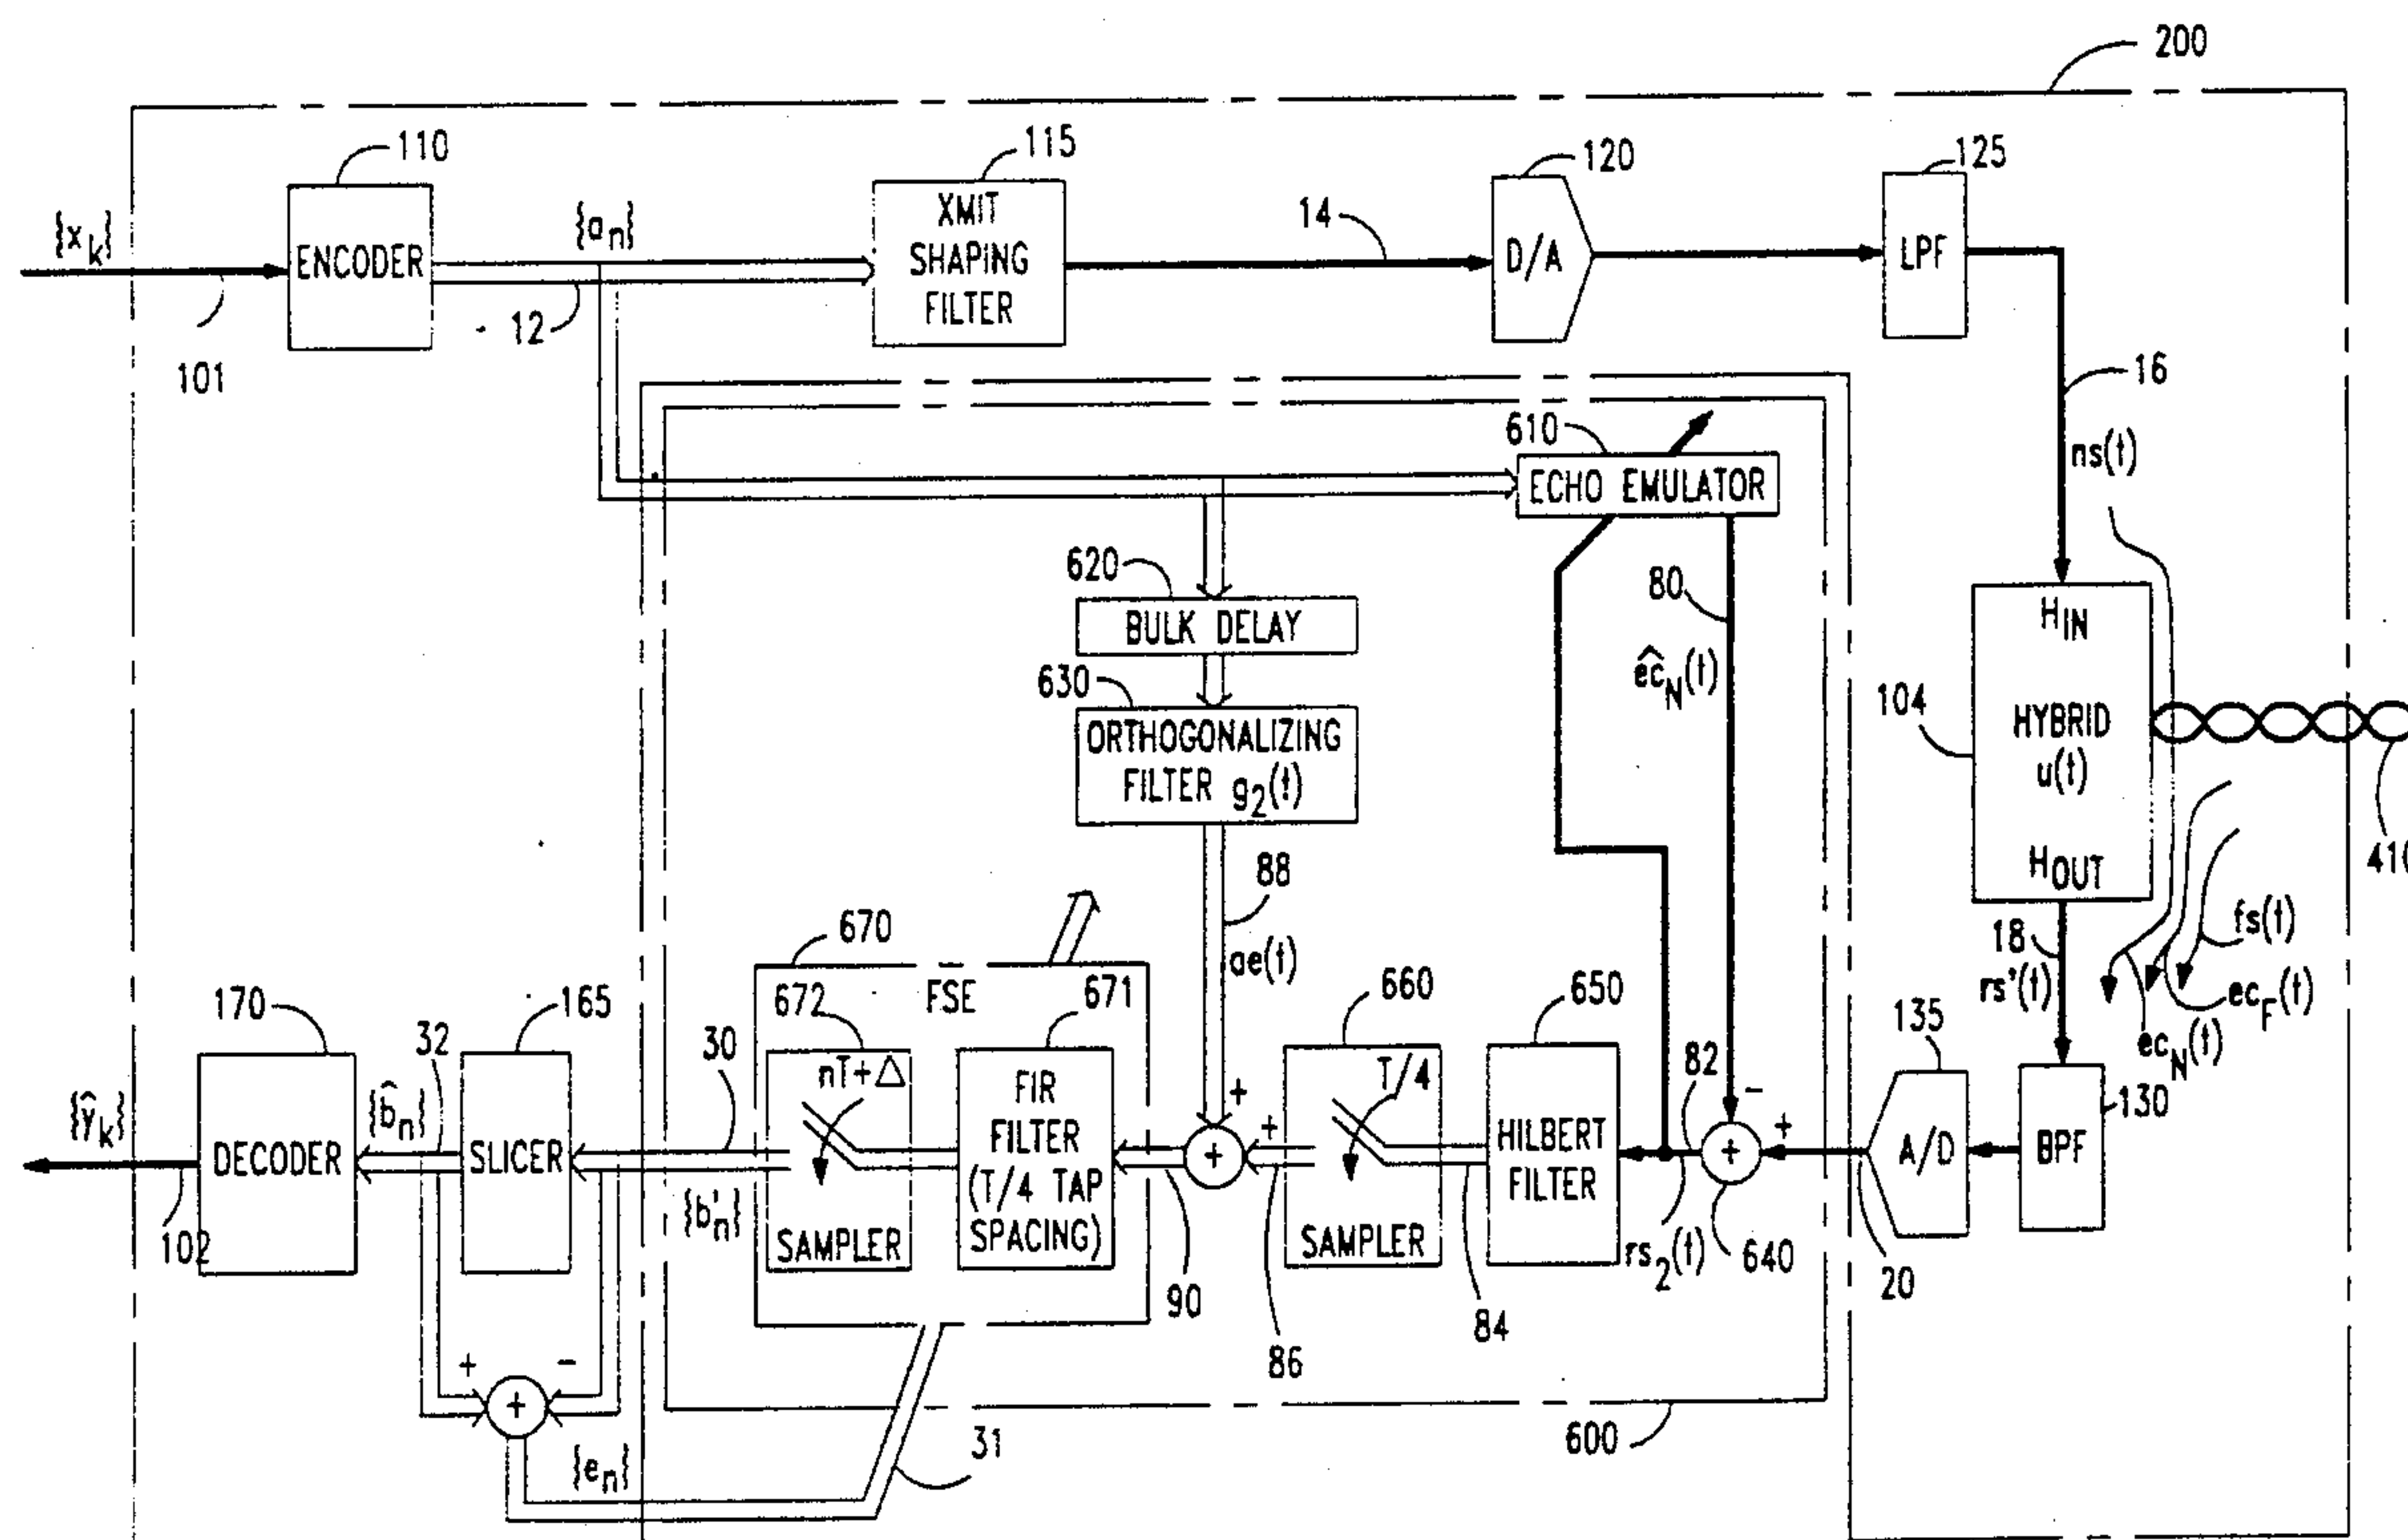 200
110
115
120
125
{x_k}
ENCODER
{a_n}
XMIT
SHAPING
FILTER
14
D/A
LPF
101
12
16
610
ns(t)
ECHO EMULATOR
620
BULK DELAY
80
H_IN
630
êc_N(t)
104
HYBRID
u(t)
ORTHOGONALIZING
FILTER g_2(t)
H_OUT
88
ae(t)
18
rs'(t)
fs(t)
ec_F(t)
ec_N(t)
670
FSE
672
671
660
650
135
170
32
165
30
nT+Δ
FIR
FILTER
(T/4 TAP
SPACING)
SAMPLER
+
+
+
T/4
SAMPLER
HILBERT
FILTER
82
-
+
+
A/D
BPF
130
{ŷ_k}
DECODER
{b̂_n}
SLICER
{b'_n}
102
90
86
84
rs_2(t)
640
20
+
-
+
{e_n}
31
600